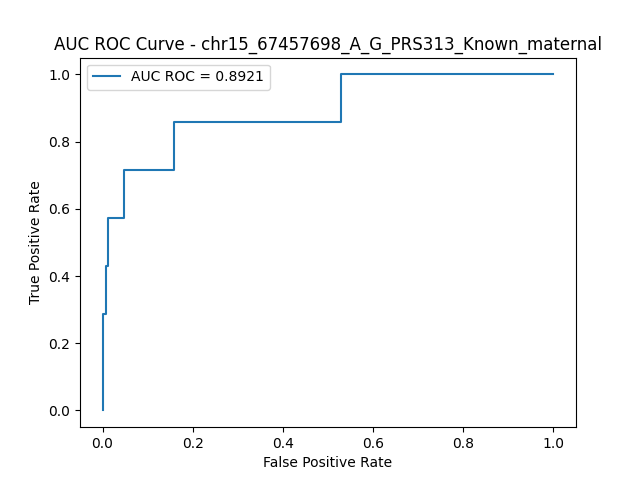 AUC ROC Curve - chr15_67457698_A_G_PRS313_Known_maternal
AUC ROC = 0.8921
True Positive Rate
1.0
0.8
0.6
0.4
0.2
0.0
0.0 0.2 0.4 0.6 0.8 1.0
False Positive Rate